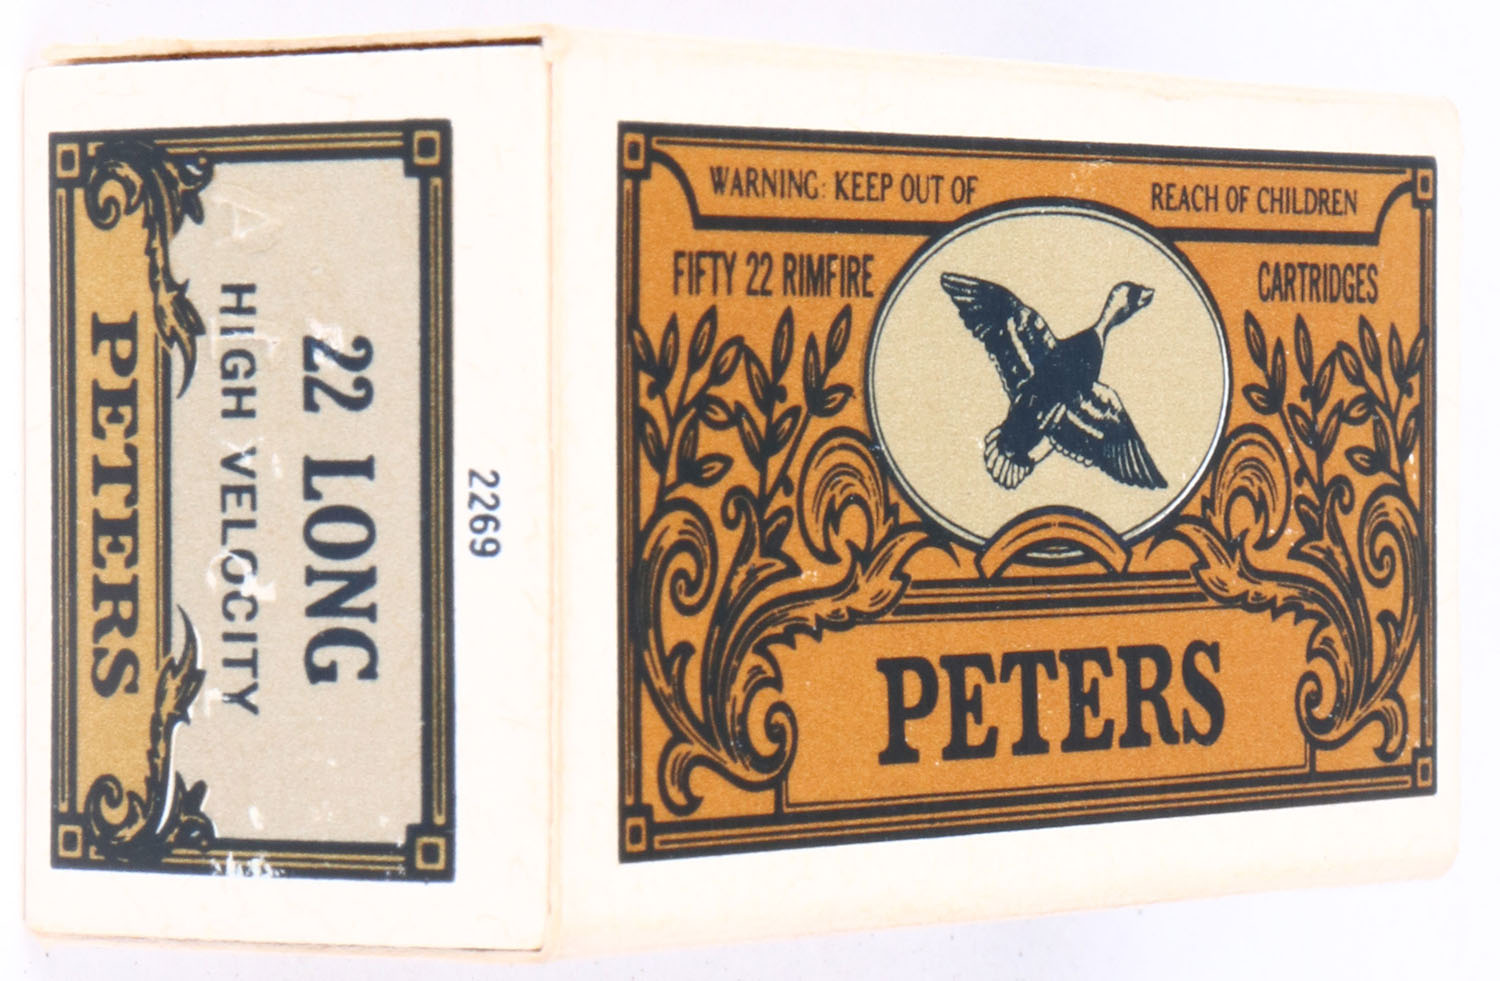 WARNING: KEEP OUT OF REACH OF CHILDREN
FIFTY 22 RIMFIRE CARTRIDGES
PETERS
2269
22 LONG
HIGH VELOCITY
PETERS